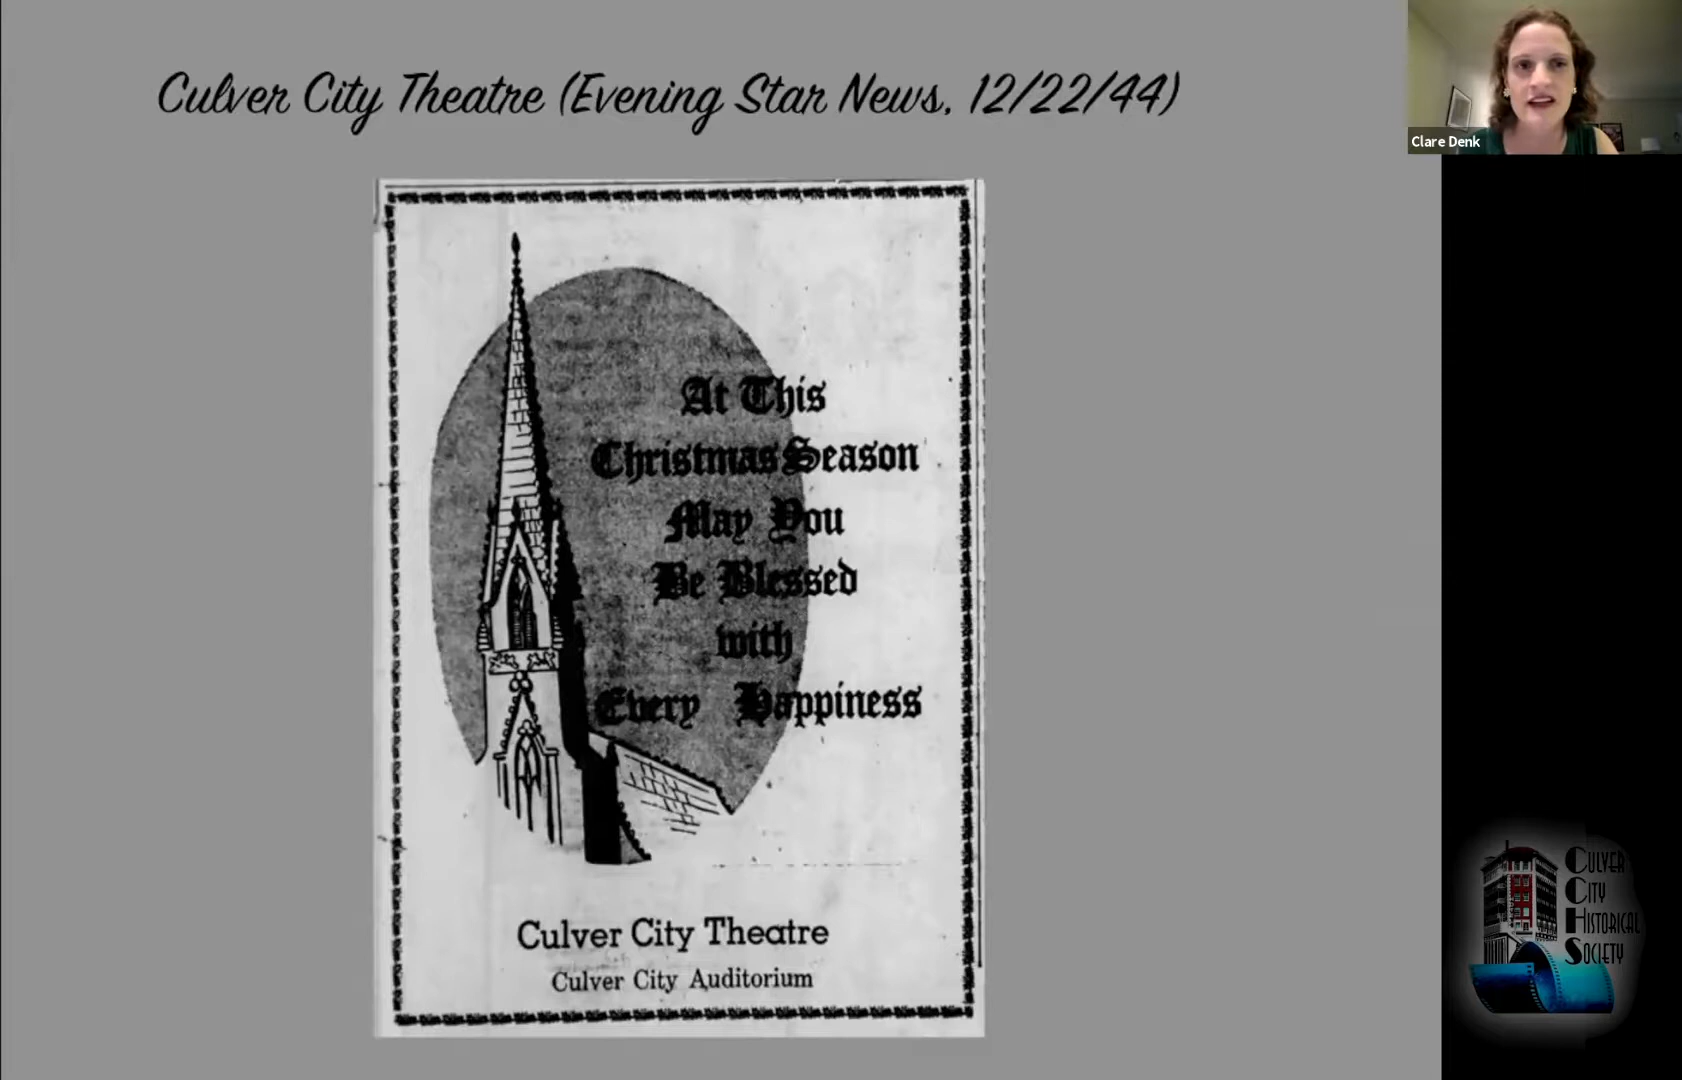 Culver City Theatre (Evening Star News, 12/22/44)
Clare Denk
At This
Christmas Season
May You
Be Blessed
with
Every Happiness
Culver City Theatre
Culver City Auditorium
CULVER
CITY
HISTORICAL
SOCIETY